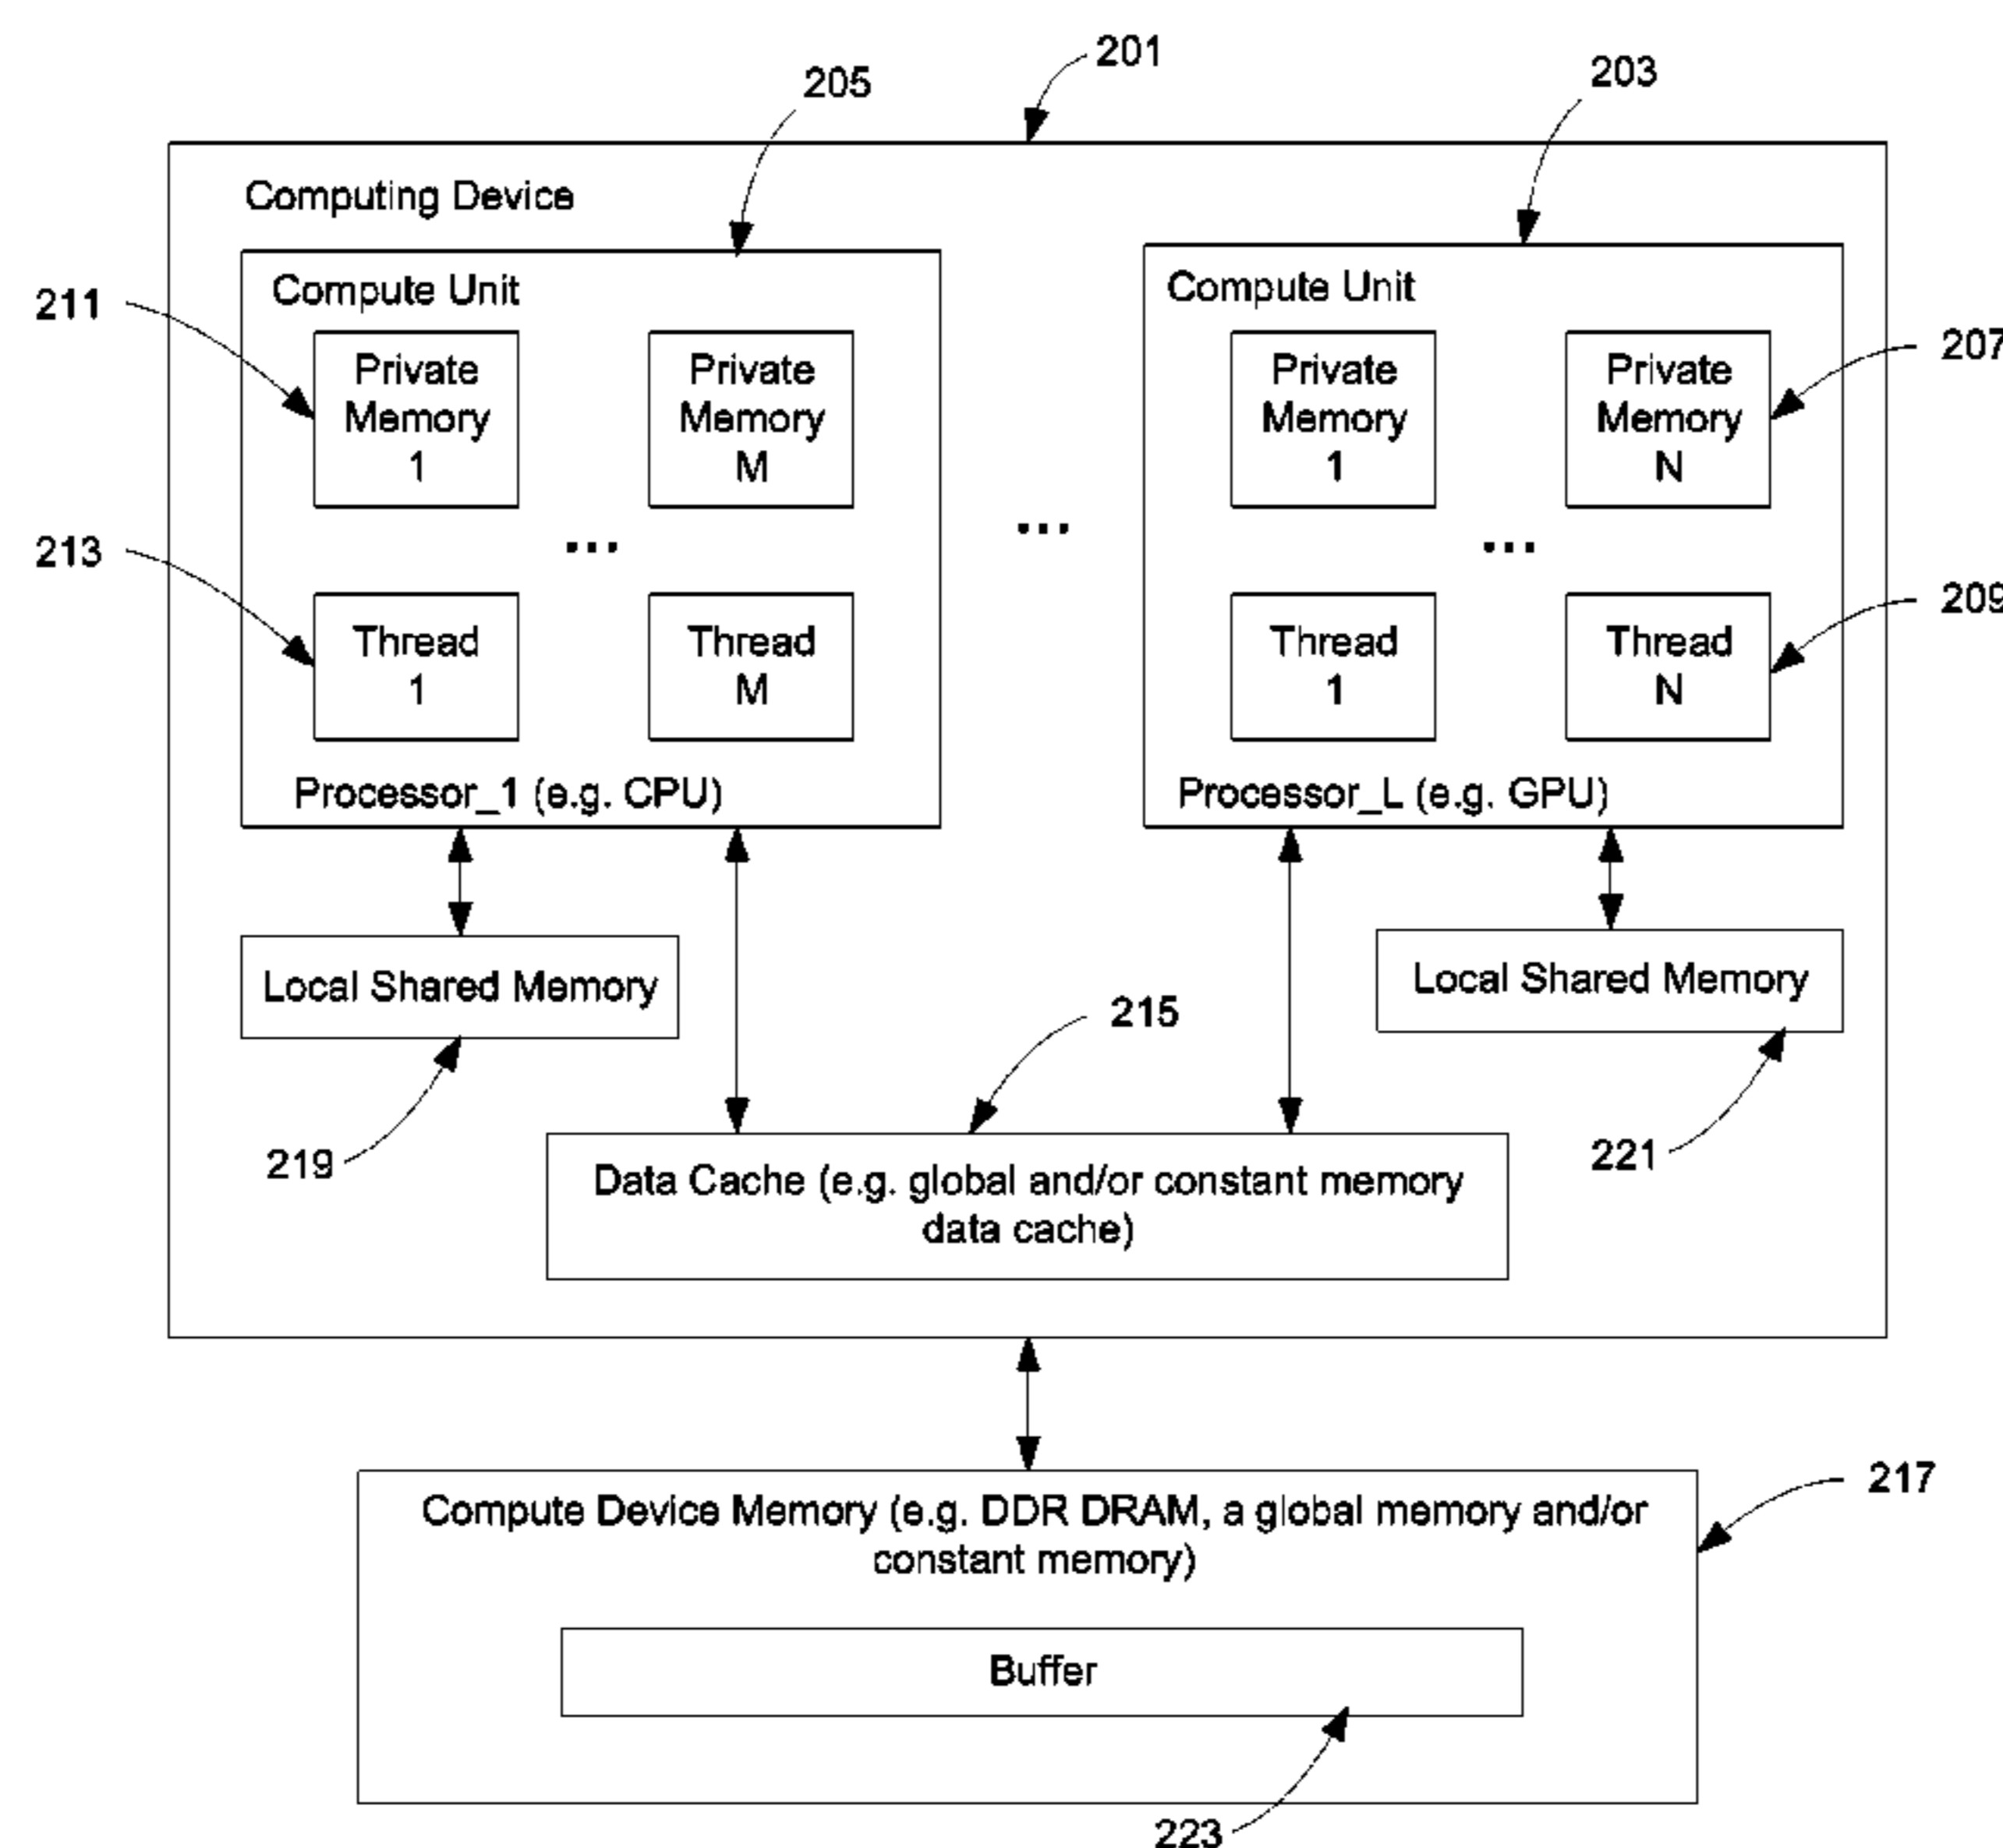 201
205
203
Computing Device
Compute Unit
Compute Unit
211
Private
Memory
1
Private
Memory
M
Private
Memory
1
Private
Memory
N
207
...
...
...
213
Thread
1
Thread
M
Thread
1
Thread
N
209
Processor_1 (e.g. CPU)
Processor_L (e.g. GPU)
Local Shared Memory
Local Shared Memory
215
219
221
Data Cache (e.g. global and/or constant memory
data cache)
217
Compute Device Memory (e.g. DDR DRAM, a global memory and/or
constant memory)
Buffer
223